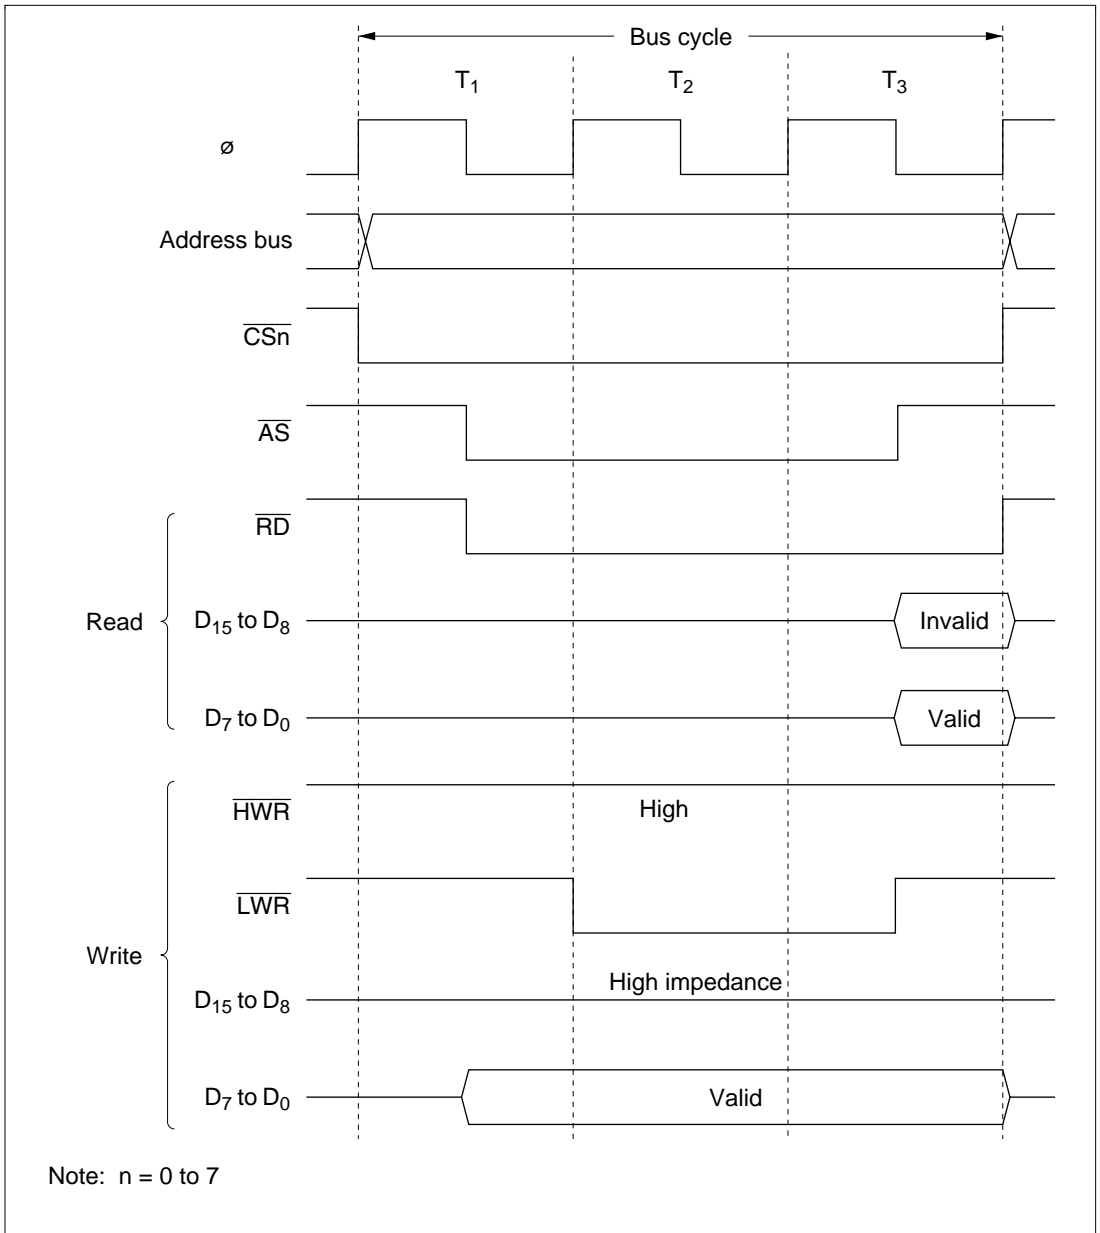 Bus cycle
T1 T2 T3
ø
Address bus
CSn
AS
RD
Read
D15 to D8
Invalid
D7 to D0
Valid
HWR
High
LWR
Write
D15 to D8
High impedance
D7 to D0
Valid
Note: n = 0 to 7